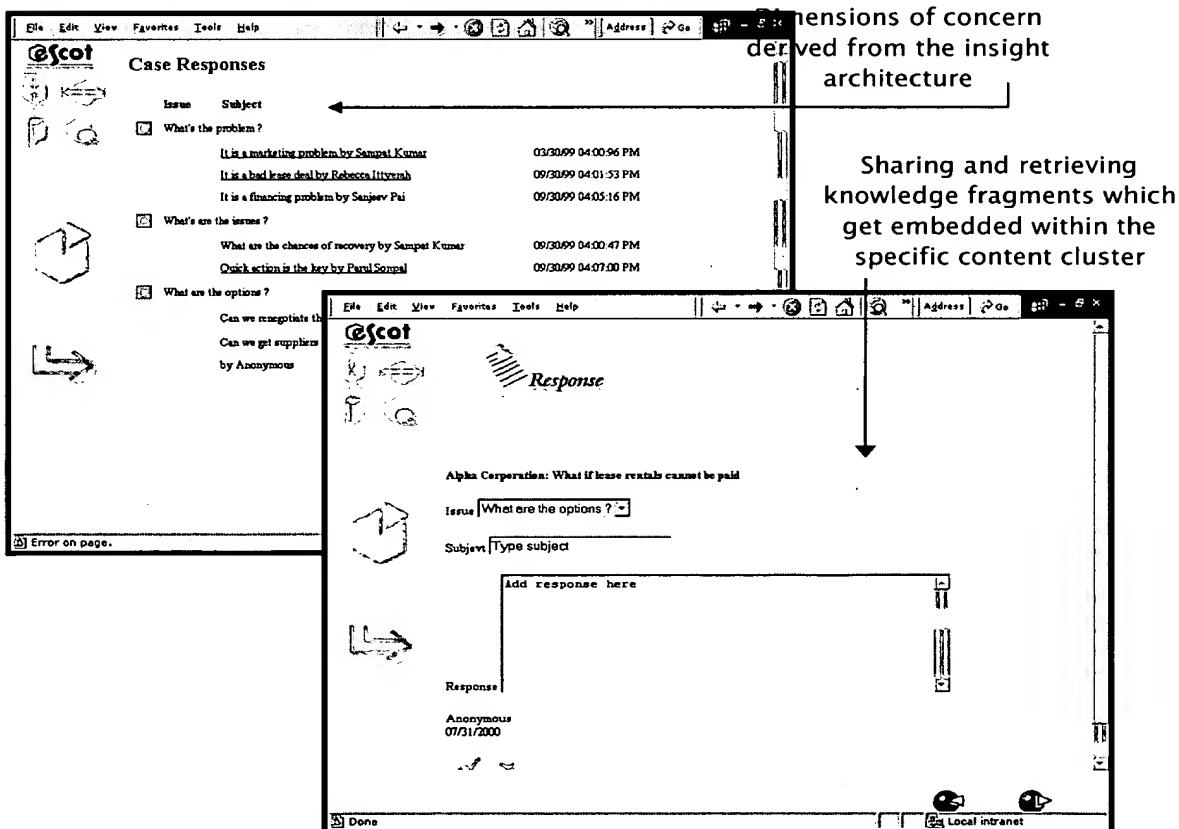 File Edit View Favorites Tools Help
Address Go
eScot
Case Responses
Issue Subject
What's the problem ?
It is a marketing problem by Sampat Kumar 03/30/99 04:00:96 PM
It is a bad lease deal by Rebecca Ittyerah 09/30/99 04:01:53 PM
It is a financing problem by Sanjeev Pai 09/30/99 04:05:16 PM
What's are the issues ?
What are the chances of recovery by Sampat Kumar 09/30/99 04:00:47 PM
Quick action is the key by Parul Sompal 09/30/99 04:07:00 PM
What are the options ?
Can we renegotiate th
Can we get suppliers
by Anonymous
Error on page.
Dimensions of concern
derived from the insight
architecture
Sharing and retrieving
knowledge fragments which
get embedded within the
specific content cluster
File Edit View Favorites Tools Help
Address Go
eScot
Response
Alpha Corporation: What if lease rentals cannot be paid
Issue What are the options ?
Subject Type subject
Add response here
Response
Anonymous
07/31/2000
Done
Local intranet